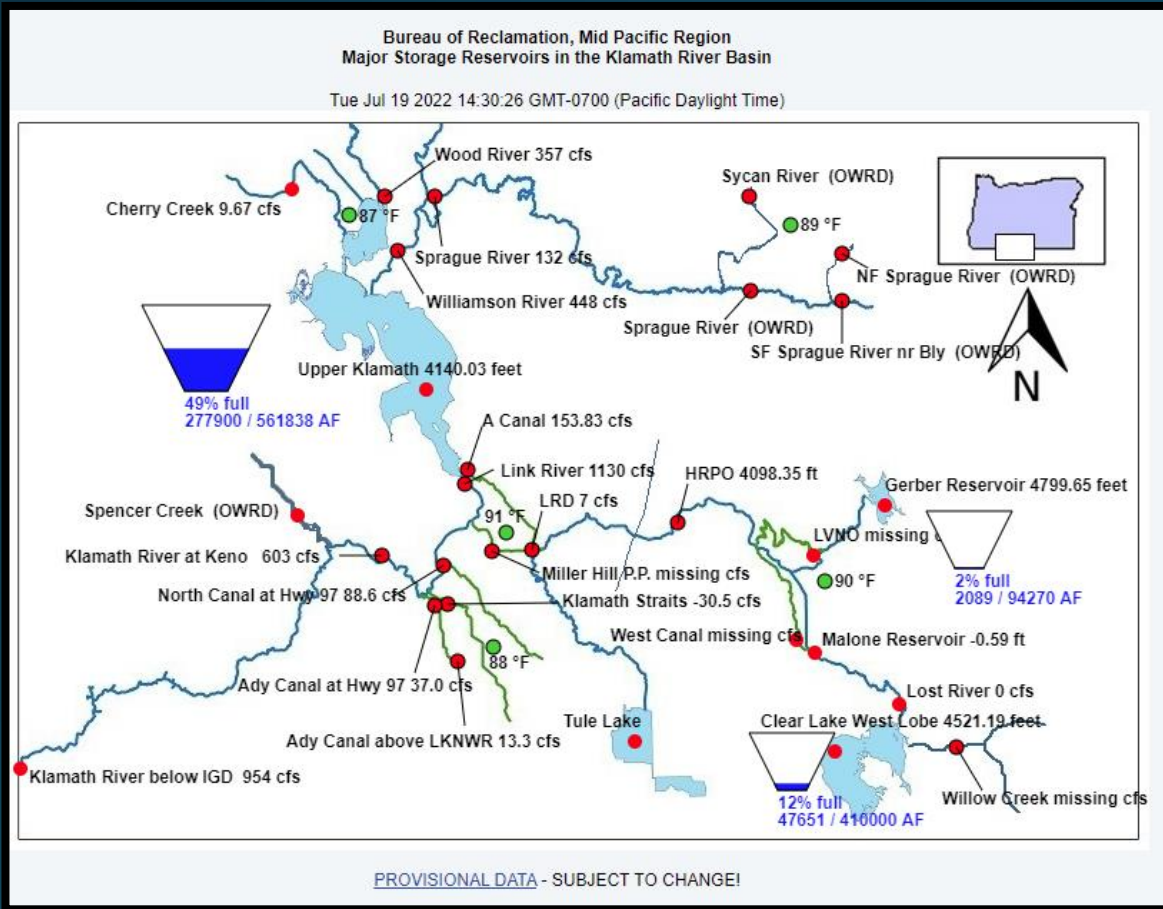 Bureau of Reclamation, Mid Pacific Region
Major Storage Reservoirs in the Klamath River Basin
Tue Jul 19 2022 14:30:26 GMT-0700 (Pacific Daylight Time)
Wood River 357 cfs
Sycan River (OWRD)
Cherry Creek 9.67 cfs
87 °F
89 °F
Sprague River 132 cfs
NF Sprague River (OWRD)
Williamson River 448 cfs
Sprague River (OWRD)
SF Sprague River nr Bly (OWRD)
Upper Klamath 4140.03 feet
N
49% full
277900 / 561838 AF
A Canal 153.83 cfs
Link River 1130 cfs
HRPO 4098.35 ft
Gerber Reservoir 4799.65 feet
LRD 7 cfs
Spencer Creek (OWRD)
91 °F
LVNO missing c
Klamath River at Keno 603 cfs
Miller Hill P.P. missing cfs
90 °F
2% full
2089 / 94270 AF
North Canal at Hwy 97 88.6 cfs
Klamath Straits -30.5 cfs
West Canal missing cfs
Malone Reservoir -0.59 ft
88 °F
Ady Canal at Hwy 97 37.0 cfs
Lost River 0 cfs
Tule Lake
Clear Lake West Lobe 4521.19 feet
Ady Canal above LKNWR 13.3 cfs
Klamath River below IGD 954 cfs
12% full
47651 / 410000 AF
Willow Creek missing cfs
PROVISIONAL DATA - SUBJECT TO CHANGE!